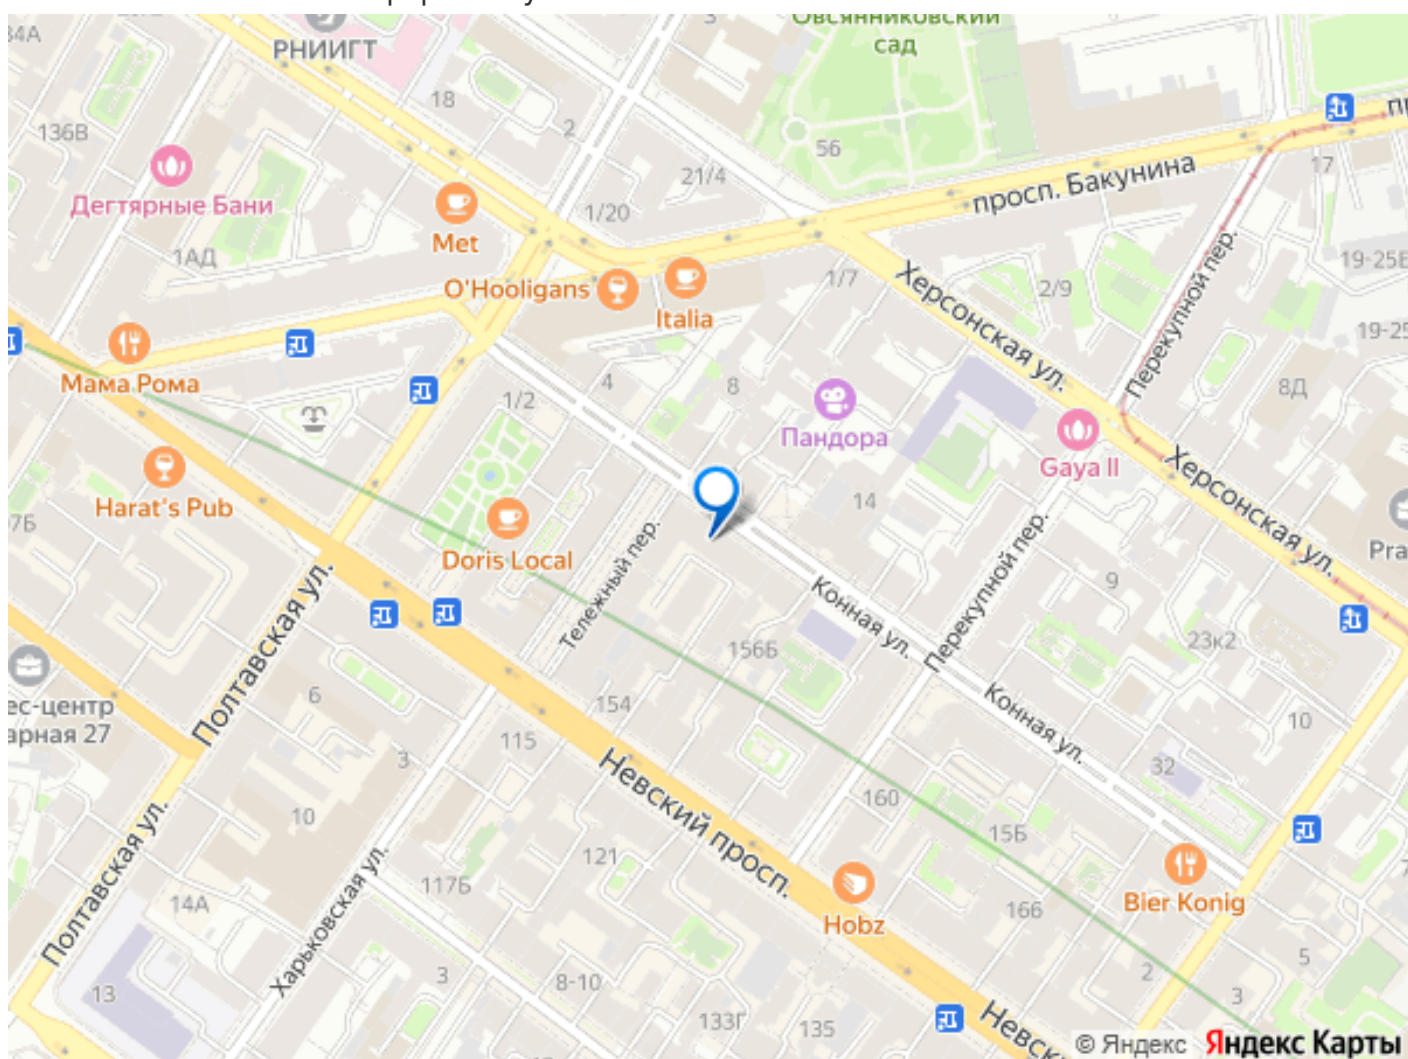 Овсянниковский
сад
34А
РНИИГТ
3
18
2
136В
56
17
просп. Бакунина
21/4
Дегтярные Бани
1/20
Met
1АД
Перекупной пер.
19-25Е
O'Hooligans
Italia
1/7
Херсонская ул.
2/9
19-25
Мама Рома
1/2
4
8
8Д
Пандора
Gaya II
Херсонская ул.
Harat's Pub
14
Pra
Doris Local
Тележный пер.
Перекупной пер.
9
Конная ул.
23к2
Полтавская ул.
156Б
6
154
ес-центр
арная 27
115
3
Конная ул.
10
32
Невский просп.
10
160
15Б
121
Полтавская ул.
117Б
Bier Konig
14А
Харьковская ул.
Hobz
166
5
13
3
8-10
2
3
133Г
135
Невск
© Яндекс Яндекс Карты